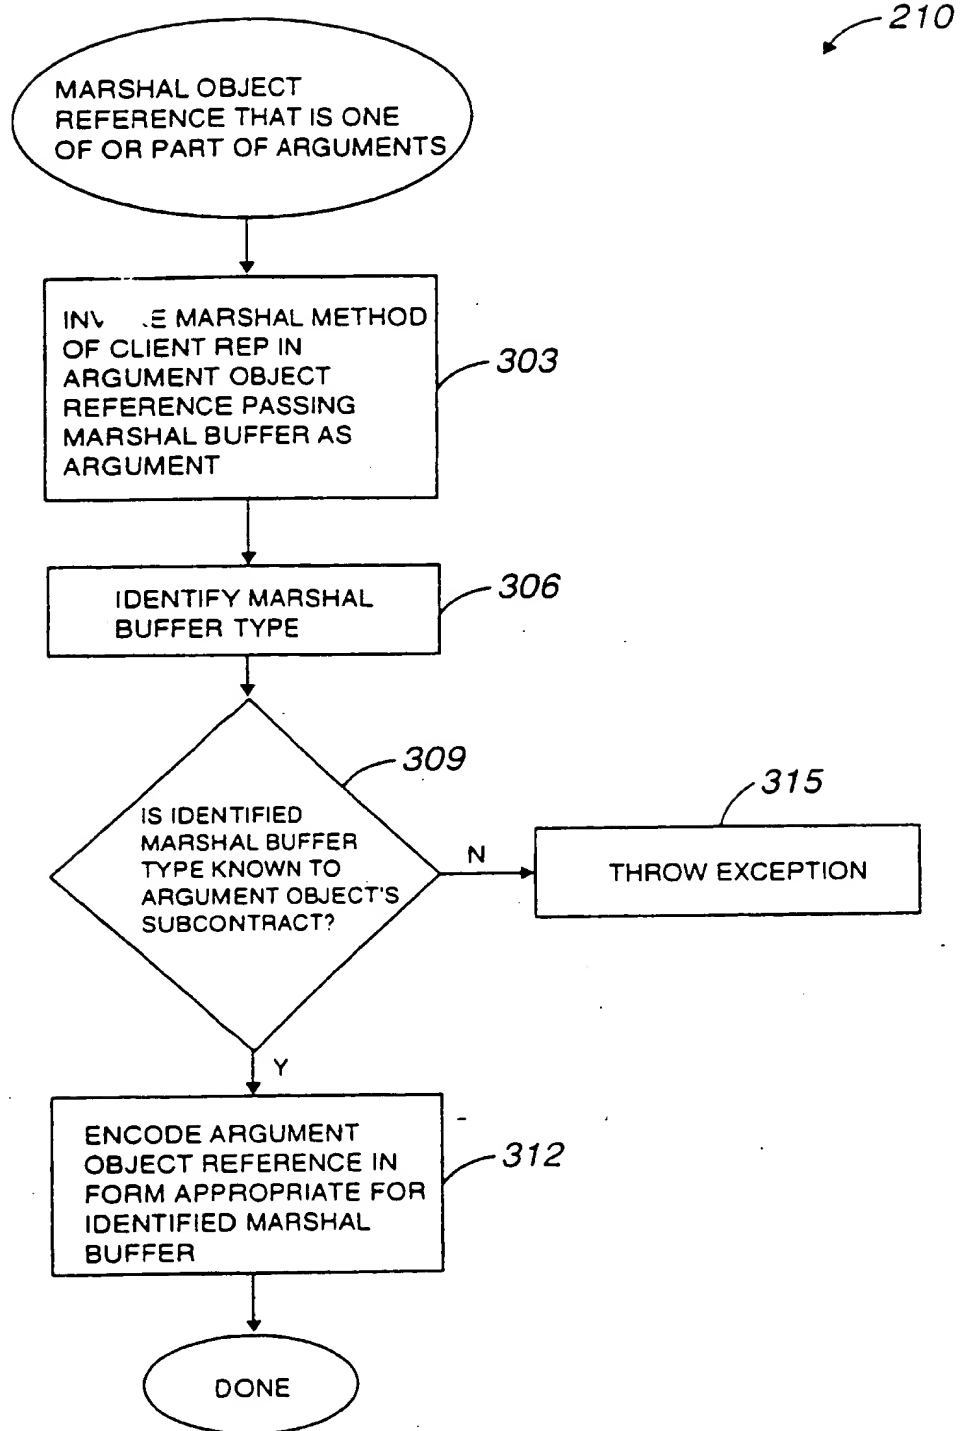 210
MARSHAL OBJECT
REFERENCE THAT IS ONE
OF OR PART OF ARGUMENTS
MARSHAL METHOD
OF CLIENT REP IN
ARGUMENT OBJECT
REFERENCE PASSING
MARSHAL BUFFER AS
ARGUMENT
303
IDENTIFY MARSHAL
BUFFER TYPE
306
309
IS IDENTIFIED
MARSHAL BUFFER
TYPE KNOWN TO
ARGUMENT OBJECT'S
SUBCONTRACT?
N
315
THROW EXCEPTION
Y
ENCODE ARGUMENT
OBJECT REFERENCE IN
FORM APPROPRIATE FOR
IDENTIFIED MARSHAL
BUFFER
312
DONE